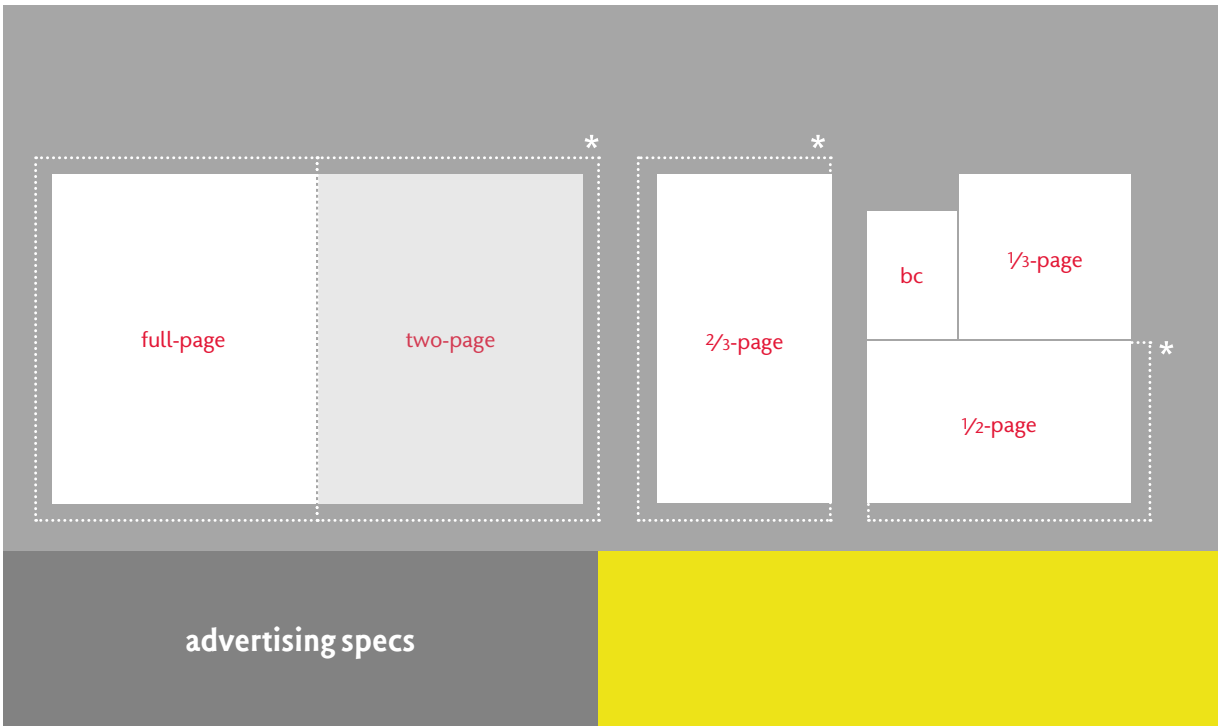 *
*
full-page
two-page
⅔-page
bc
⅓-page
*
½-page
advertising specs